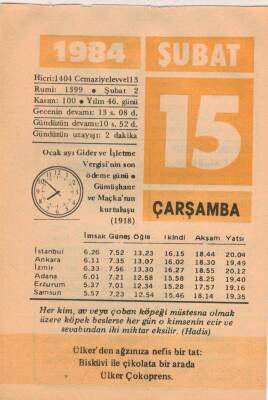 1984 ŞUBAT
Hicri:1404 Cemaziyelevvel13
Rumi: 1399 ● Şubat 2
Kasım: 100 ● Yılın 46. günü
Gecenin devamı: 13 s. 08 d.
Gündüzün devamı:10 s. 52 d.
Gündüzün uzayışı: 2 dakika
15
Ocak ayı Gider ve İşletme
Vergisi'nin son
ödeme günü ●
Gümüşhane
ve Maçka'nın
kurtuluşu
(1918)
ÇARŞAMBA
İmsak Güneş Öğle İkindi Akşam Yatsı
İstanbul 6.26 7.52 13.23 16.15 18.44 20.04
Ankara 6.11 7.35 13.07 16.02 18.30 19.49
İzmir 6.33 7.56 13.30 16.27 18.55 20.12
Adana 6.01 7.21 12.58 15.58 18.25 19.40
Erzurum 5.37 7.01 12.34 15.28 17.57 19.16
Samsun 5.57 7.23 12.54 15.46 18.14 19.35
Her kim, av veya çoban köpeği müstesna olmak
üzere köpek beslerse her gün o kimsenin ecir ve
sevabından iki miktar eksilir. (Hadis)
Ülker'den ağzınıza nefis bir tat:
Bisküvi ile çikolata bir arada
Ülker Çokoprens.